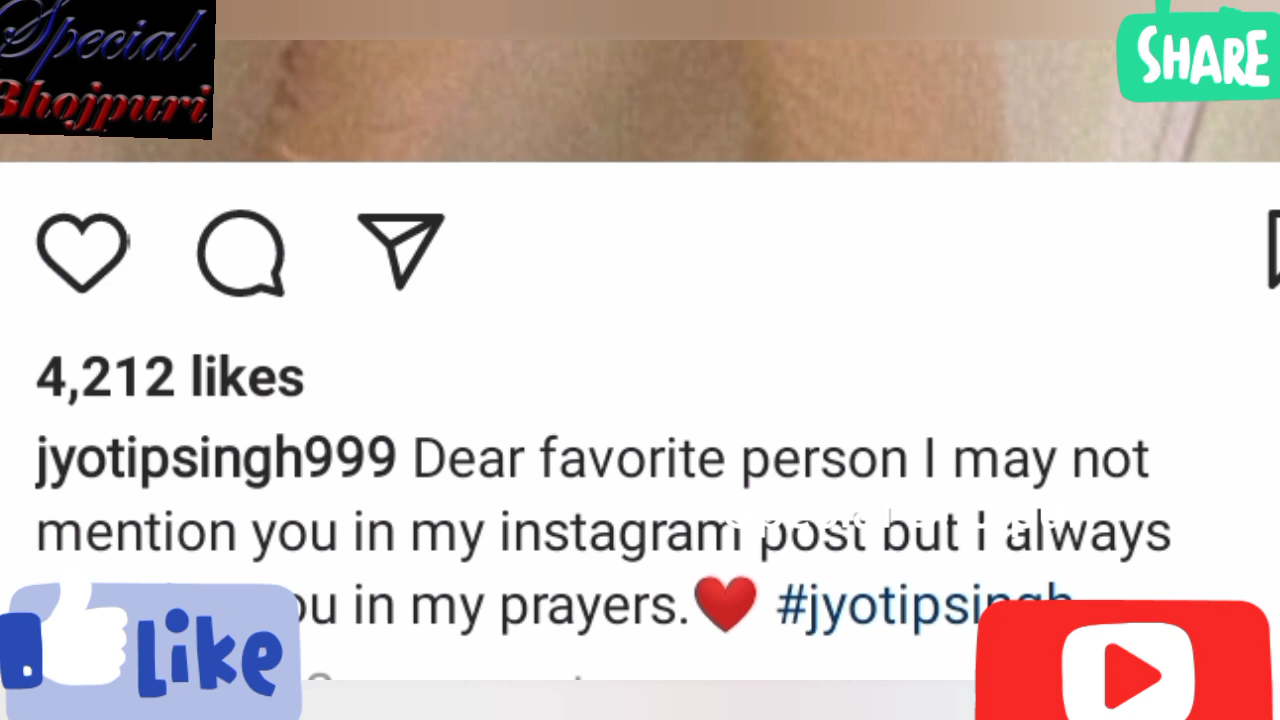 Special
Bhojpuri
SHARE
4,212 likes
jyotipsingh999 Dear favorite person I may not
mention you in my instagram post but I always
you in my prayers.❤️ #jyotipsingh
Like